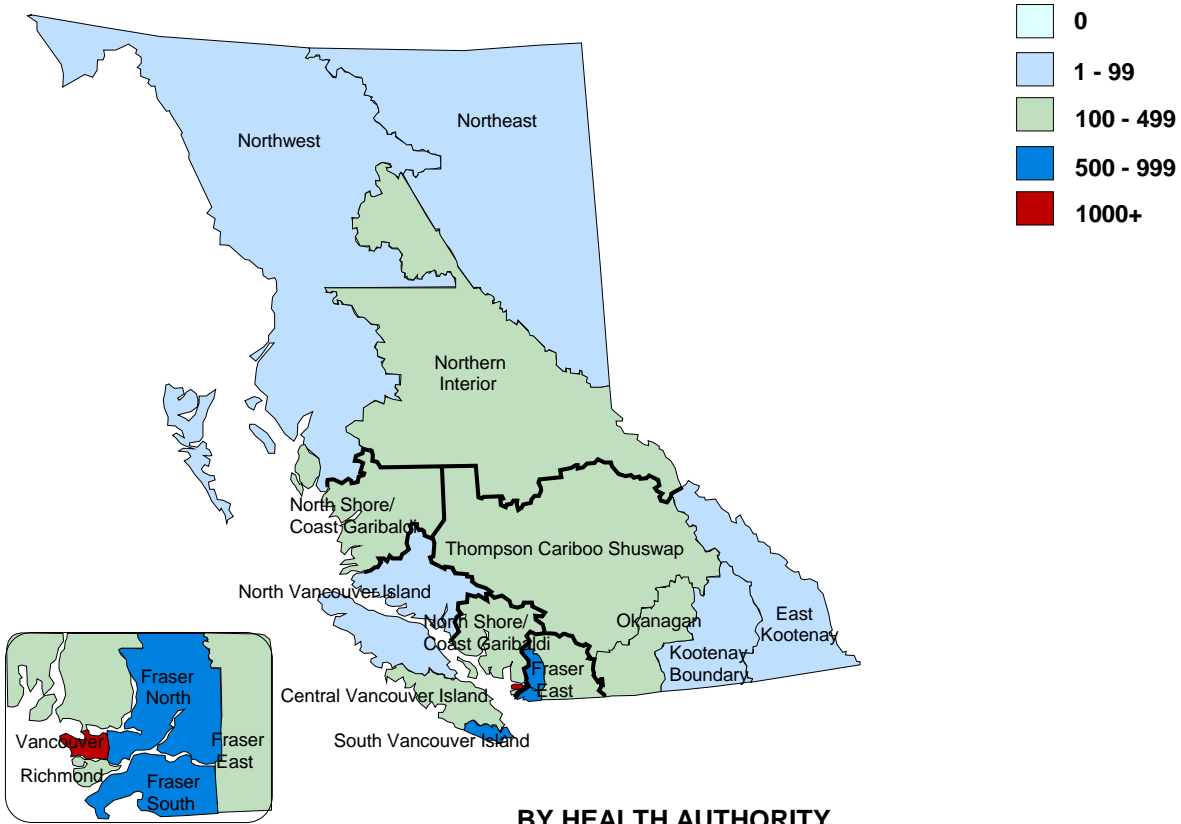 0
1 - 99
100 - 499
500 - 999
1000+
Northwest
Northeast
Northern
Interior
North Shore/
Coast Garibaldi
Thompson Cariboo Shuswap
North Vancouver Island
North Shore/
Coast Garibaldi
Okanagan
East
Kootenay
Kootenay
Boundary
Fraser
East
Central Vancouver Island
South Vancouver Island
Fraser
North
Vancouver
Fraser
East
Richmond
Fraser
South
BY HEALTH AUTHORITY